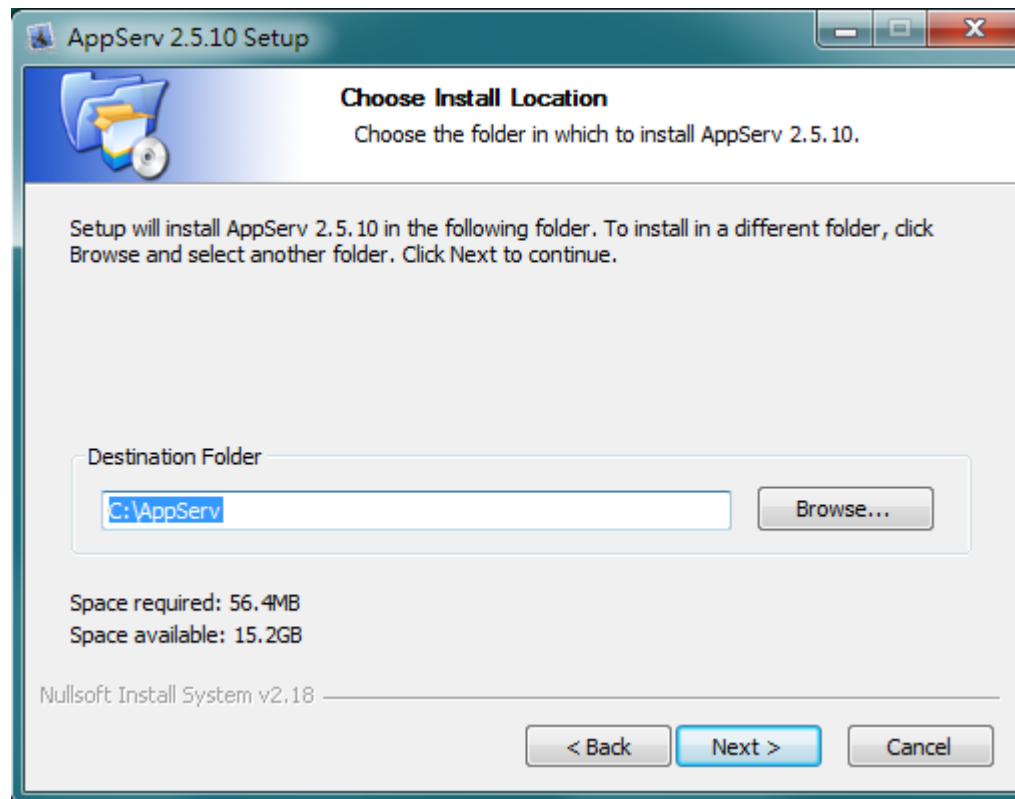 AppServ 2.5.10 Setup
Choose Install Location
Choose the folder in which to install AppServ 2.5.10.
Setup will install AppServ 2.5.10 in the following folder. To install in a different folder, click
Browse and select another folder. Click Next to continue.
Destination Folder
C:\AppServ
Browse...
Space required: 56.4MB
Space available: 15.2GB
Nullsoft Install System v2.18
< Back
Next >
Cancel